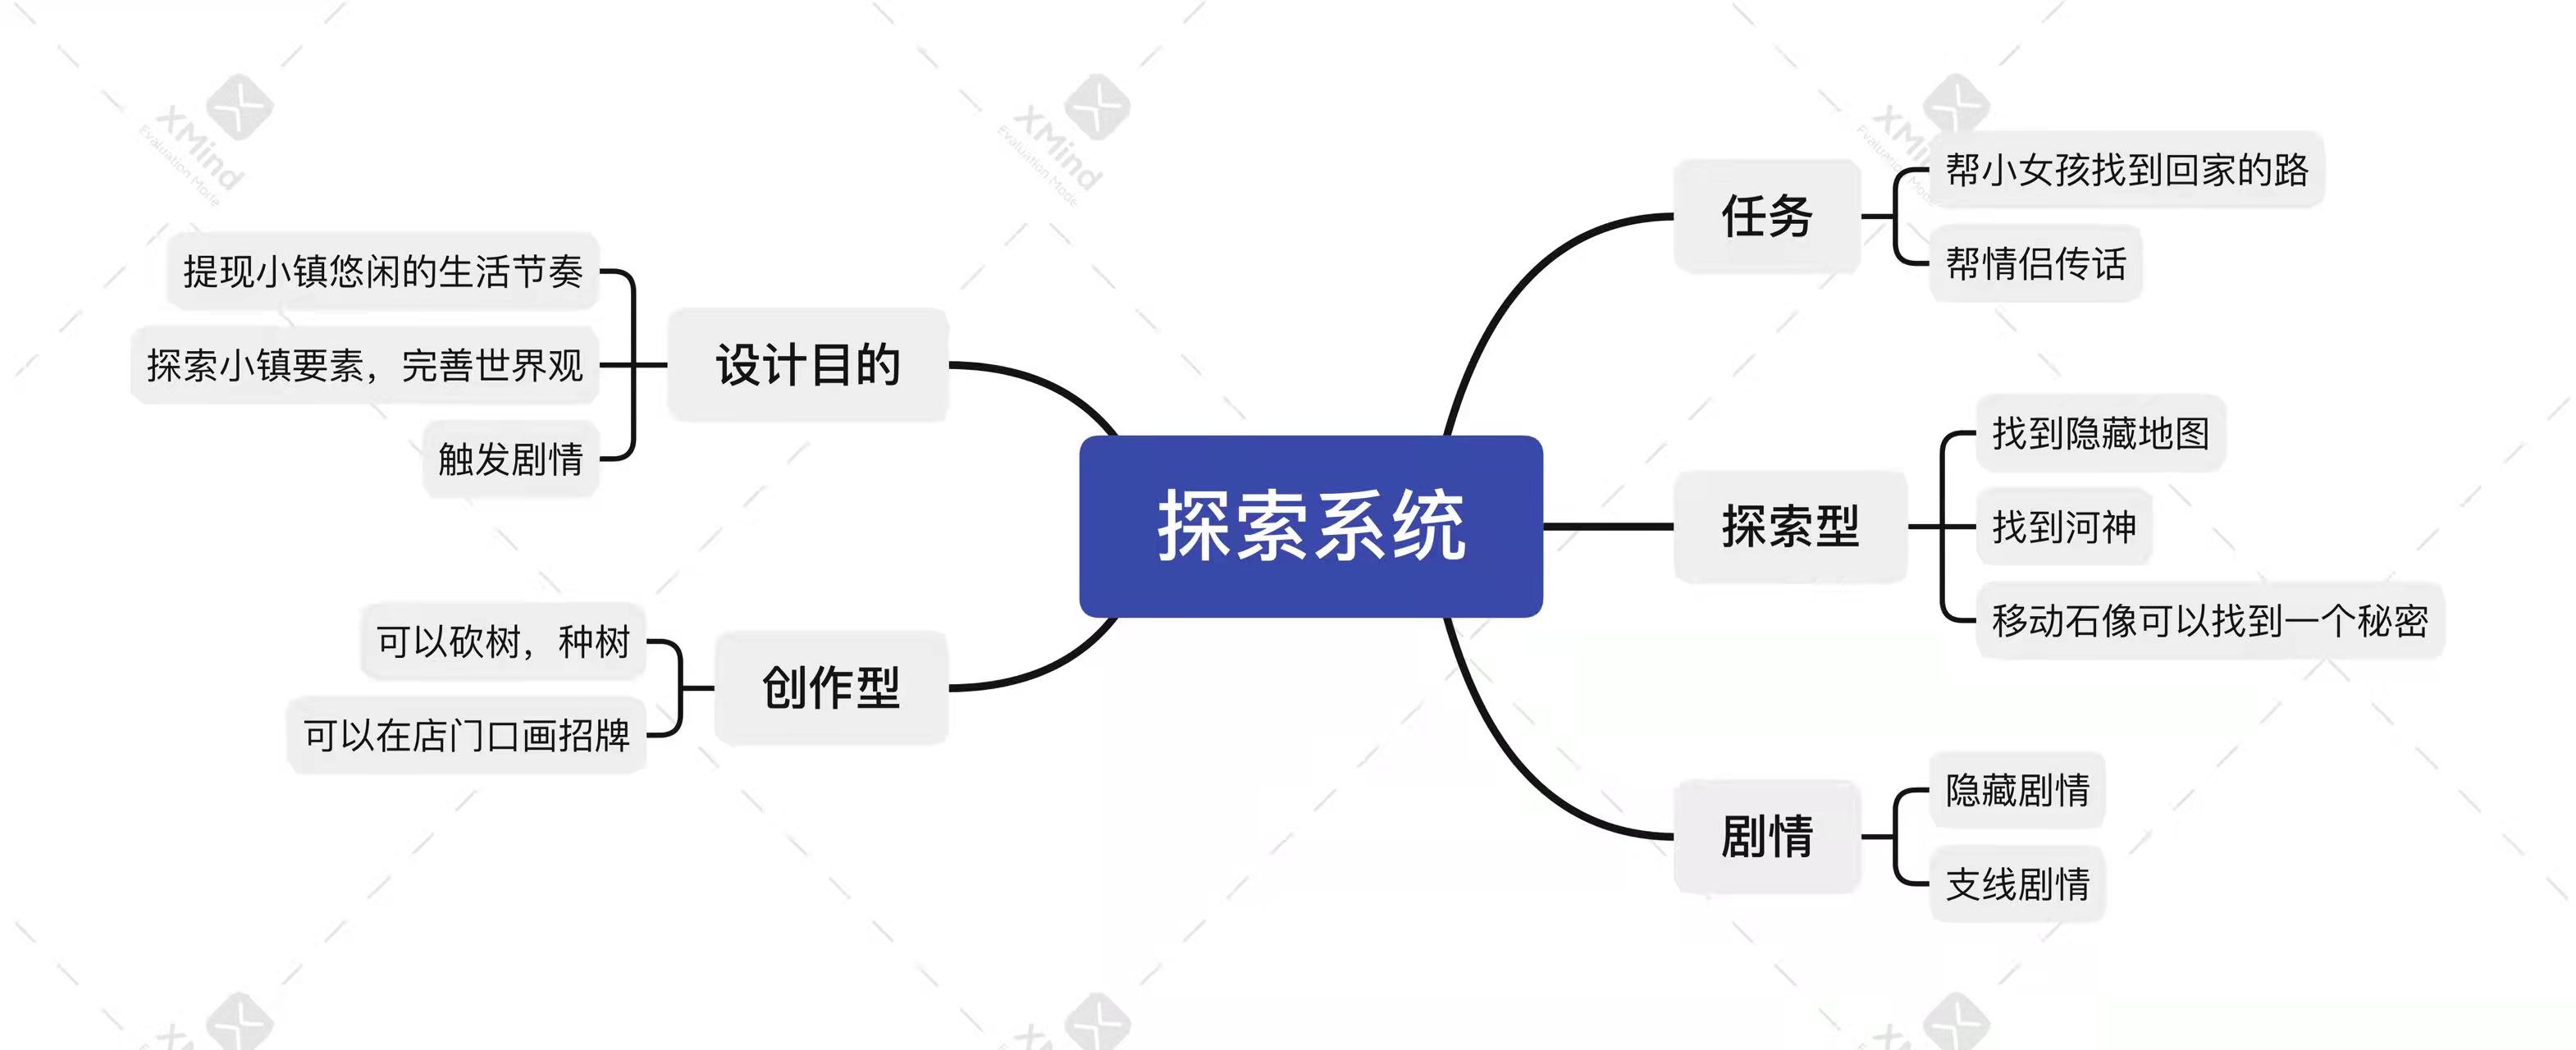 探索系统
任务
帮小女孩找到回家的路
帮情侣传话
探索型
找到隐藏地图
找到河神
移动石像可以找到一个秘密
剧情
隐藏剧情
支线剧情
设计目的
提现小镇悠闲的生活节奏
探索小镇要素，完善世界观
触发剧情
创作型
可以砍树，种树
可以在店门口画招牌
XMind
Evaluation Mode
XMind
Evaluation Mode